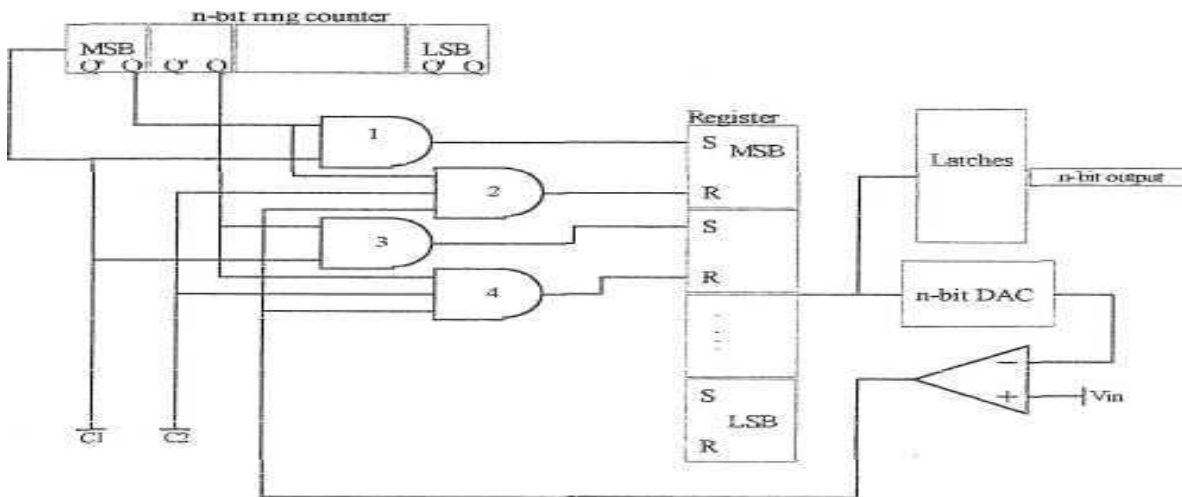 n-bit ring counter
MSB
LSB
Q' Q Q' Q
Q' Q
1
2
3
4
Register
S
MSB
R
S
R
S
LSB
R
Latches
n-bit output
n-bit DAC
−
+
Vin
C1
C2